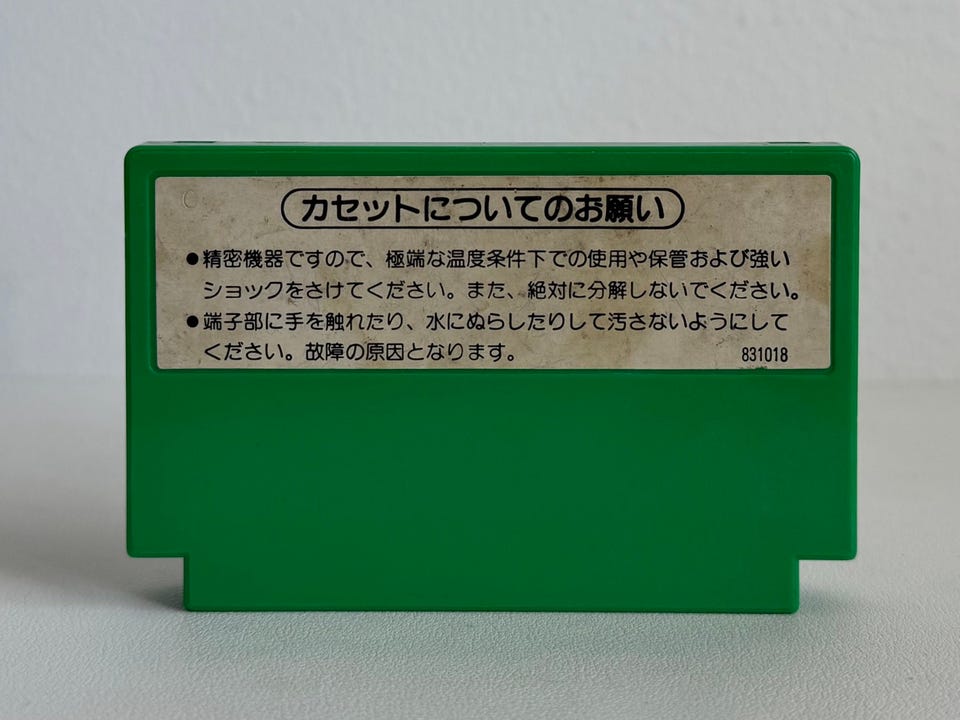 カセットについてのお願い
●精密機器ですので、極端な温度条件下での使用や保管および強い
ショックをさけてください。また、絶対に分解しないでください。
●端子部に手を触れたり、水にぬらしたりして汚さないようにして
ください。故障の原因となります。 831018